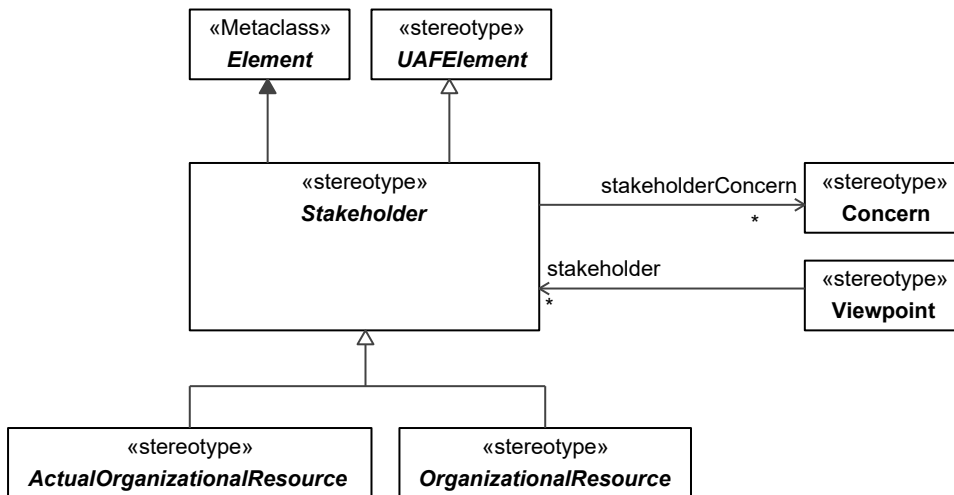 «Metaclass»
Element
«stereotype»
UAFElement
«stereotype»
Stakeholder
stakeholderConcern
*
«stereotype»
Concern
stakeholder
*
«stereotype»
Viewpoint
«stereotype»
ActualOrganizationalResource
«stereotype»
OrganizationalResource